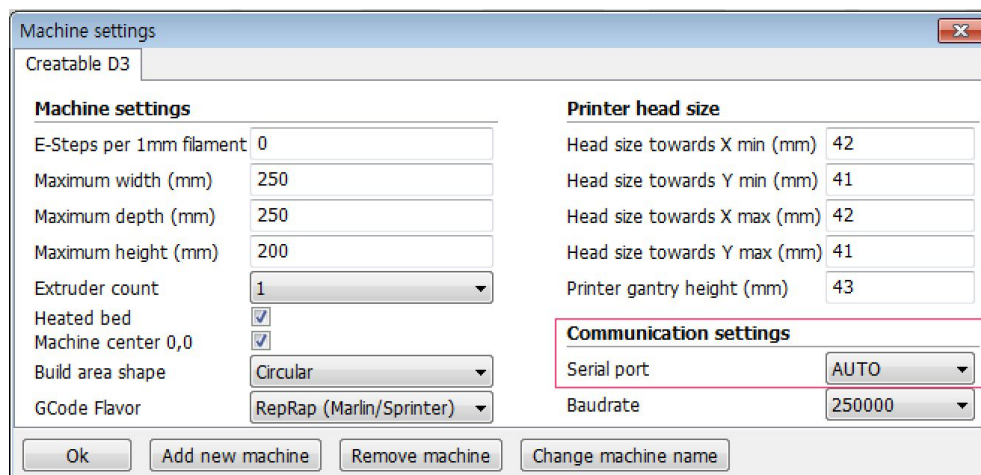 Machine settings
Creatable D3
Machine settings
E-Steps per 1mm filament 0
Maximum width (mm) 250
Maximum depth (mm) 250
Maximum height (mm) 200
Extruder count 1
Heated bed
Machine center 0,0
Build area shape Circular
GCode Flavor RepRap (Marlin/Sprinter)
Printer head size
Head size towards X min (mm) 42
Head size towards Y min (mm) 41
Head size towards X max (mm) 42
Head size towards Y max (mm) 41
Printer gantry height (mm) 43
Communication settings
Serial port AUTO
Baudrate 250000
Ok Add new machine Remove machine Change machine name